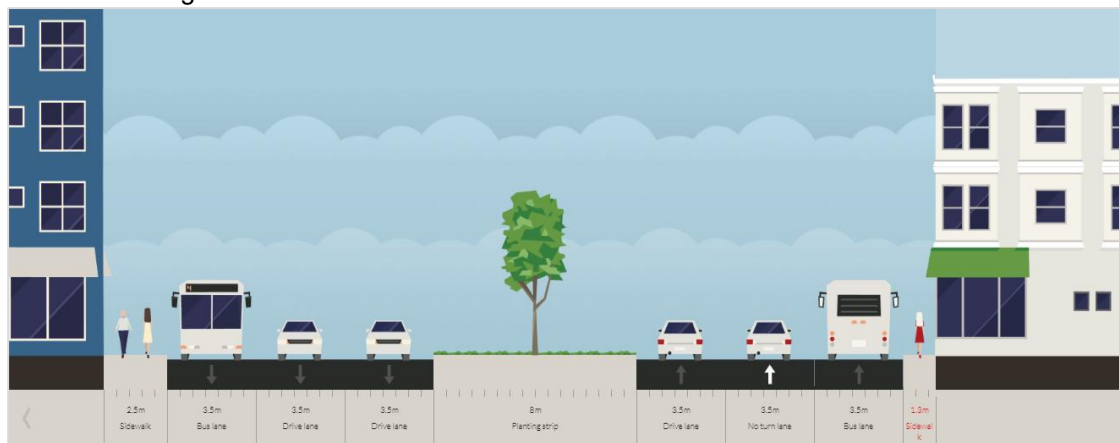 4
2.5m
Sidewalk
3.5m
Bus lane
3.5m
Drive lane
3.5m
Drive lane
8m
Planting strip
3.5m
Drive lane
3.5m
No turn lane
3.5m
Bus lane
1.3m
Sidewal
k